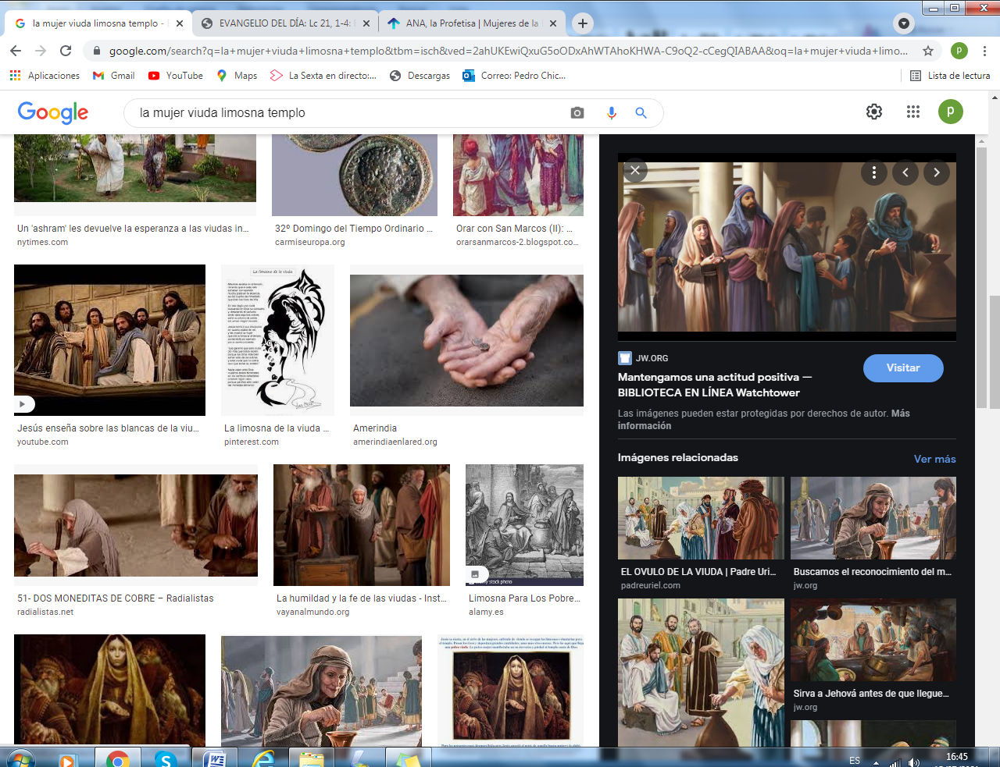 la mujer viuda limosna templo - B
EVANGELIO DEL DÍA: Lc 21, 1-4: E
ANA, la Profetisa | Mujeres de la
google.com/search?q=la+mujer+viuda+limosna+templo&tbm=isch&ved=2ahUKEwiQxuG5oODxAhWTAhoKHWA-C9oQ2-cCegQIABAA&oq=la+mujer+viuda+limo...
p
Aplicaciones
Gmail
YouTube
Maps
La Sexta en directo:...
Descargas
Correo: Pedro Chic...
Lista de lectura
Google
la mujer viuda limosna templo
p
Un 'ashram' les devuelve la esperanza a las viudas in...
nytimes.com
32º Domingo del Tiempo Ordinario ...
carmiseuropa.org
Orar con San Marcos (II): ...
orarsanmarcos-2.blogspot.co...
La limosna de la viuda
Jesús enseña sobre las blancas de la viu...
youtube.com
La limosna de la viuda ...
pinterest.com
Amerindia
amerindiaenlared.org
stock photo
51- DOS MONEDITAS DE COBRE – Radialistas
radialistas.net
La humildad y la fe de las viudas - Inst...
vayanalmundo.org
Limosna Para Los Pobre...
alamy.es
JW.ORG
Visitar
Mantengamos una actitud positiva —
BIBLIOTECA EN LÍNEA Watchtower
Las imágenes pueden estar protegidas por derechos de autor. Más
información
Imágenes relacionadas
Ver más
EL OVULO DE LA VIUDA | Padre Uri...
padreuriel.com
Buscamos el reconocimiento del m...
jw.org
Sirva a Jehová antes de que llegue...
jw.org
ES
16:45